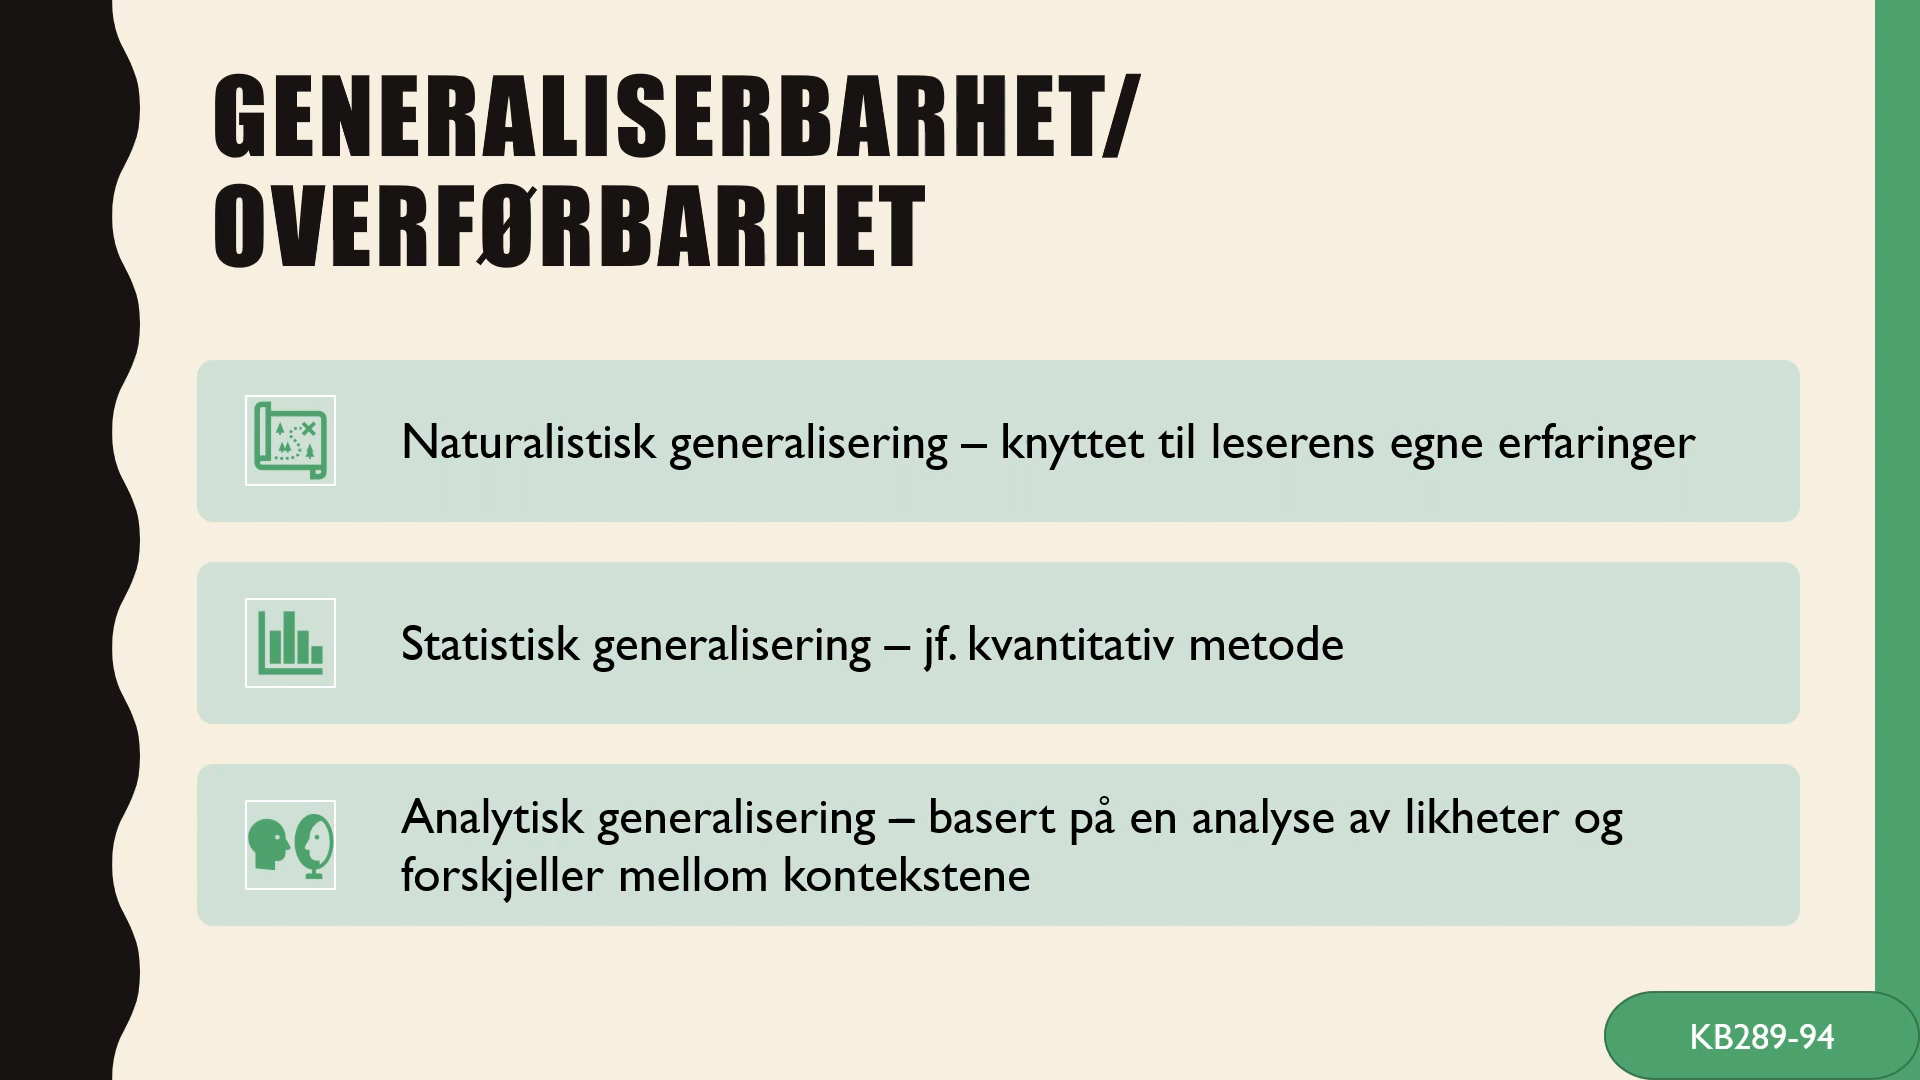 GENERALISERBARHET/
OVERFØRBARHET
Naturalistisk generalisering – knyttet til leserens egne erfaringer
Statistisk generalisering – jf. kvantitativ metode
Analytisk generalisering – basert på en analyse av likheter og
forskjeller mellom kontekstene
KB289-94